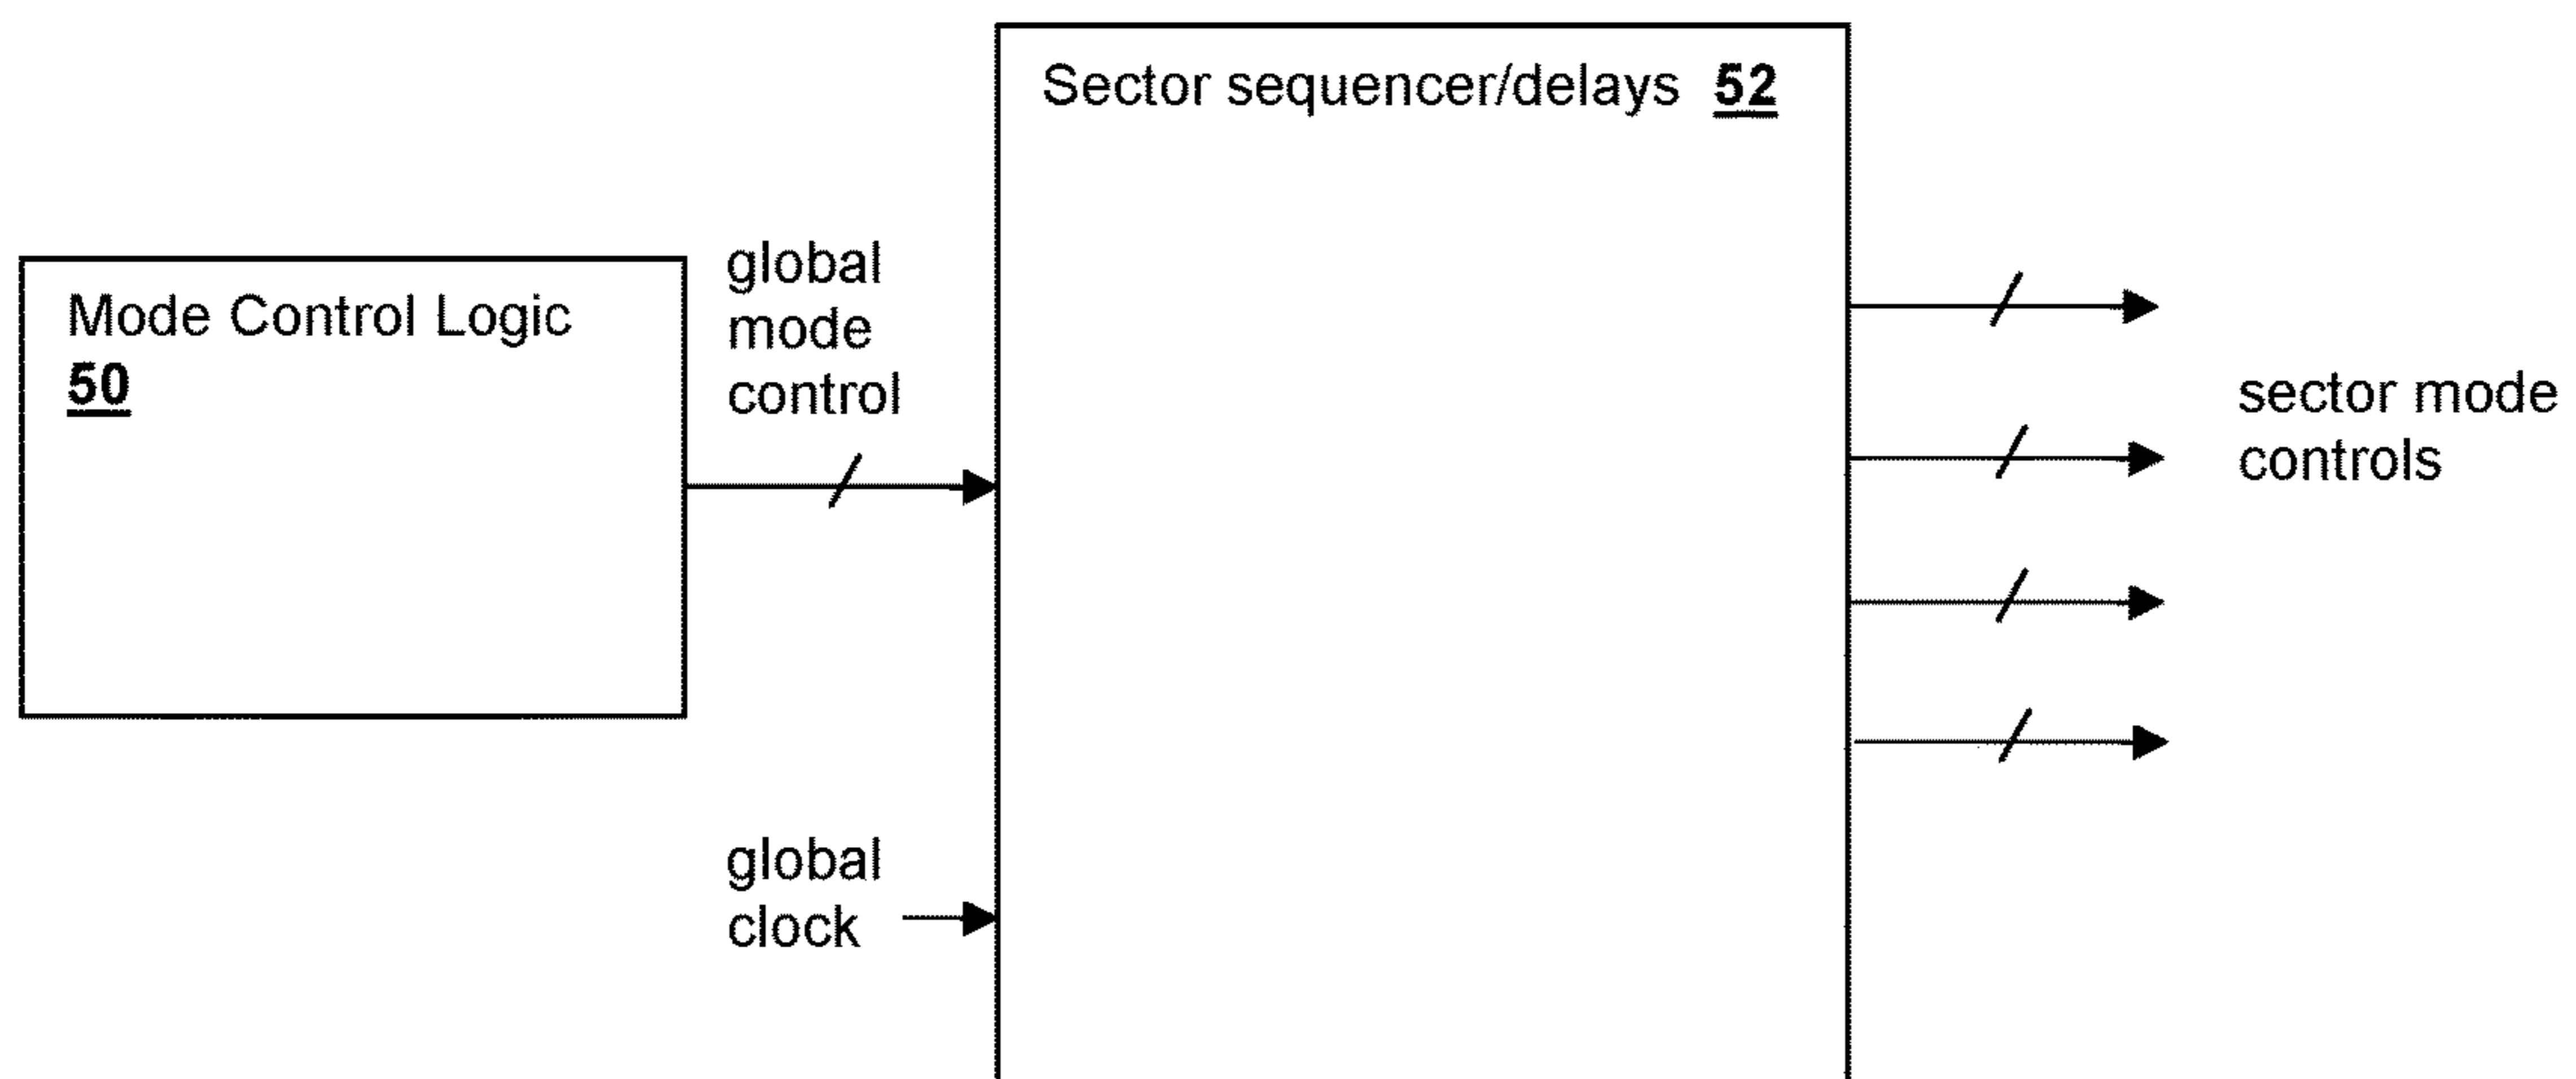 Sector sequencer/delays 52
Mode Control Logic
50
global
mode
control
sector mode
controls
global
clock